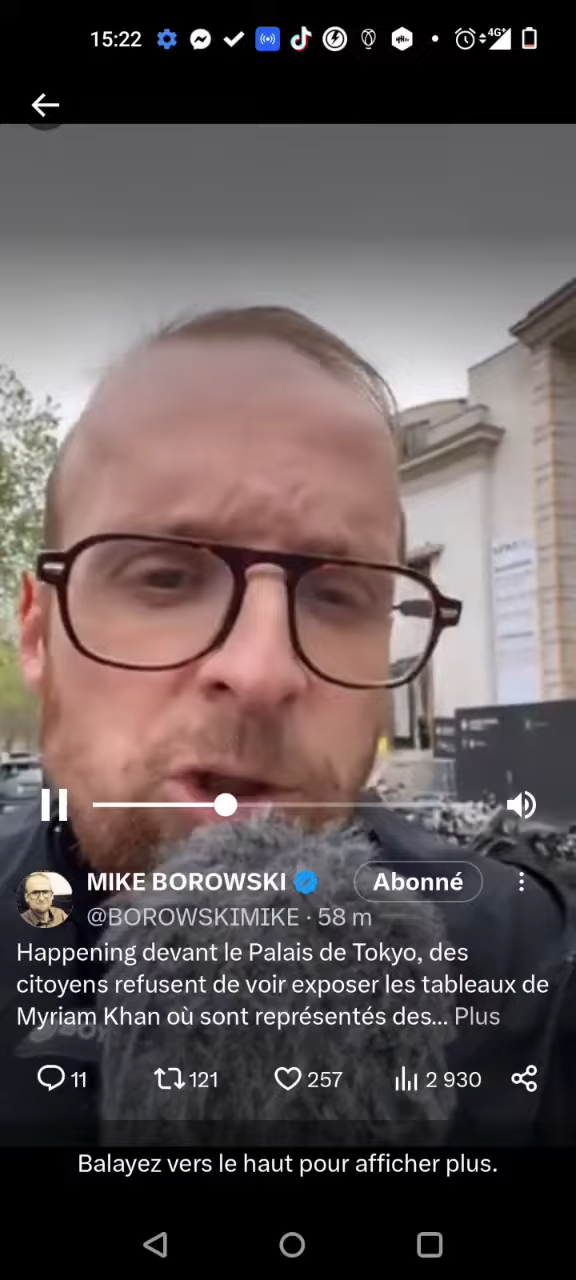 15:22
4G+
MIKE BOROWSKI
Abonné
@BOROWSKIMIKE · 58 m
Happening devant le Palais de Tokyo, des
citoyens refusent de voir exposer les tableaux de
Myriam Khan où sont représentés des... Plus
11
121
257
2 930
Balayez vers le haut pour afficher plus.